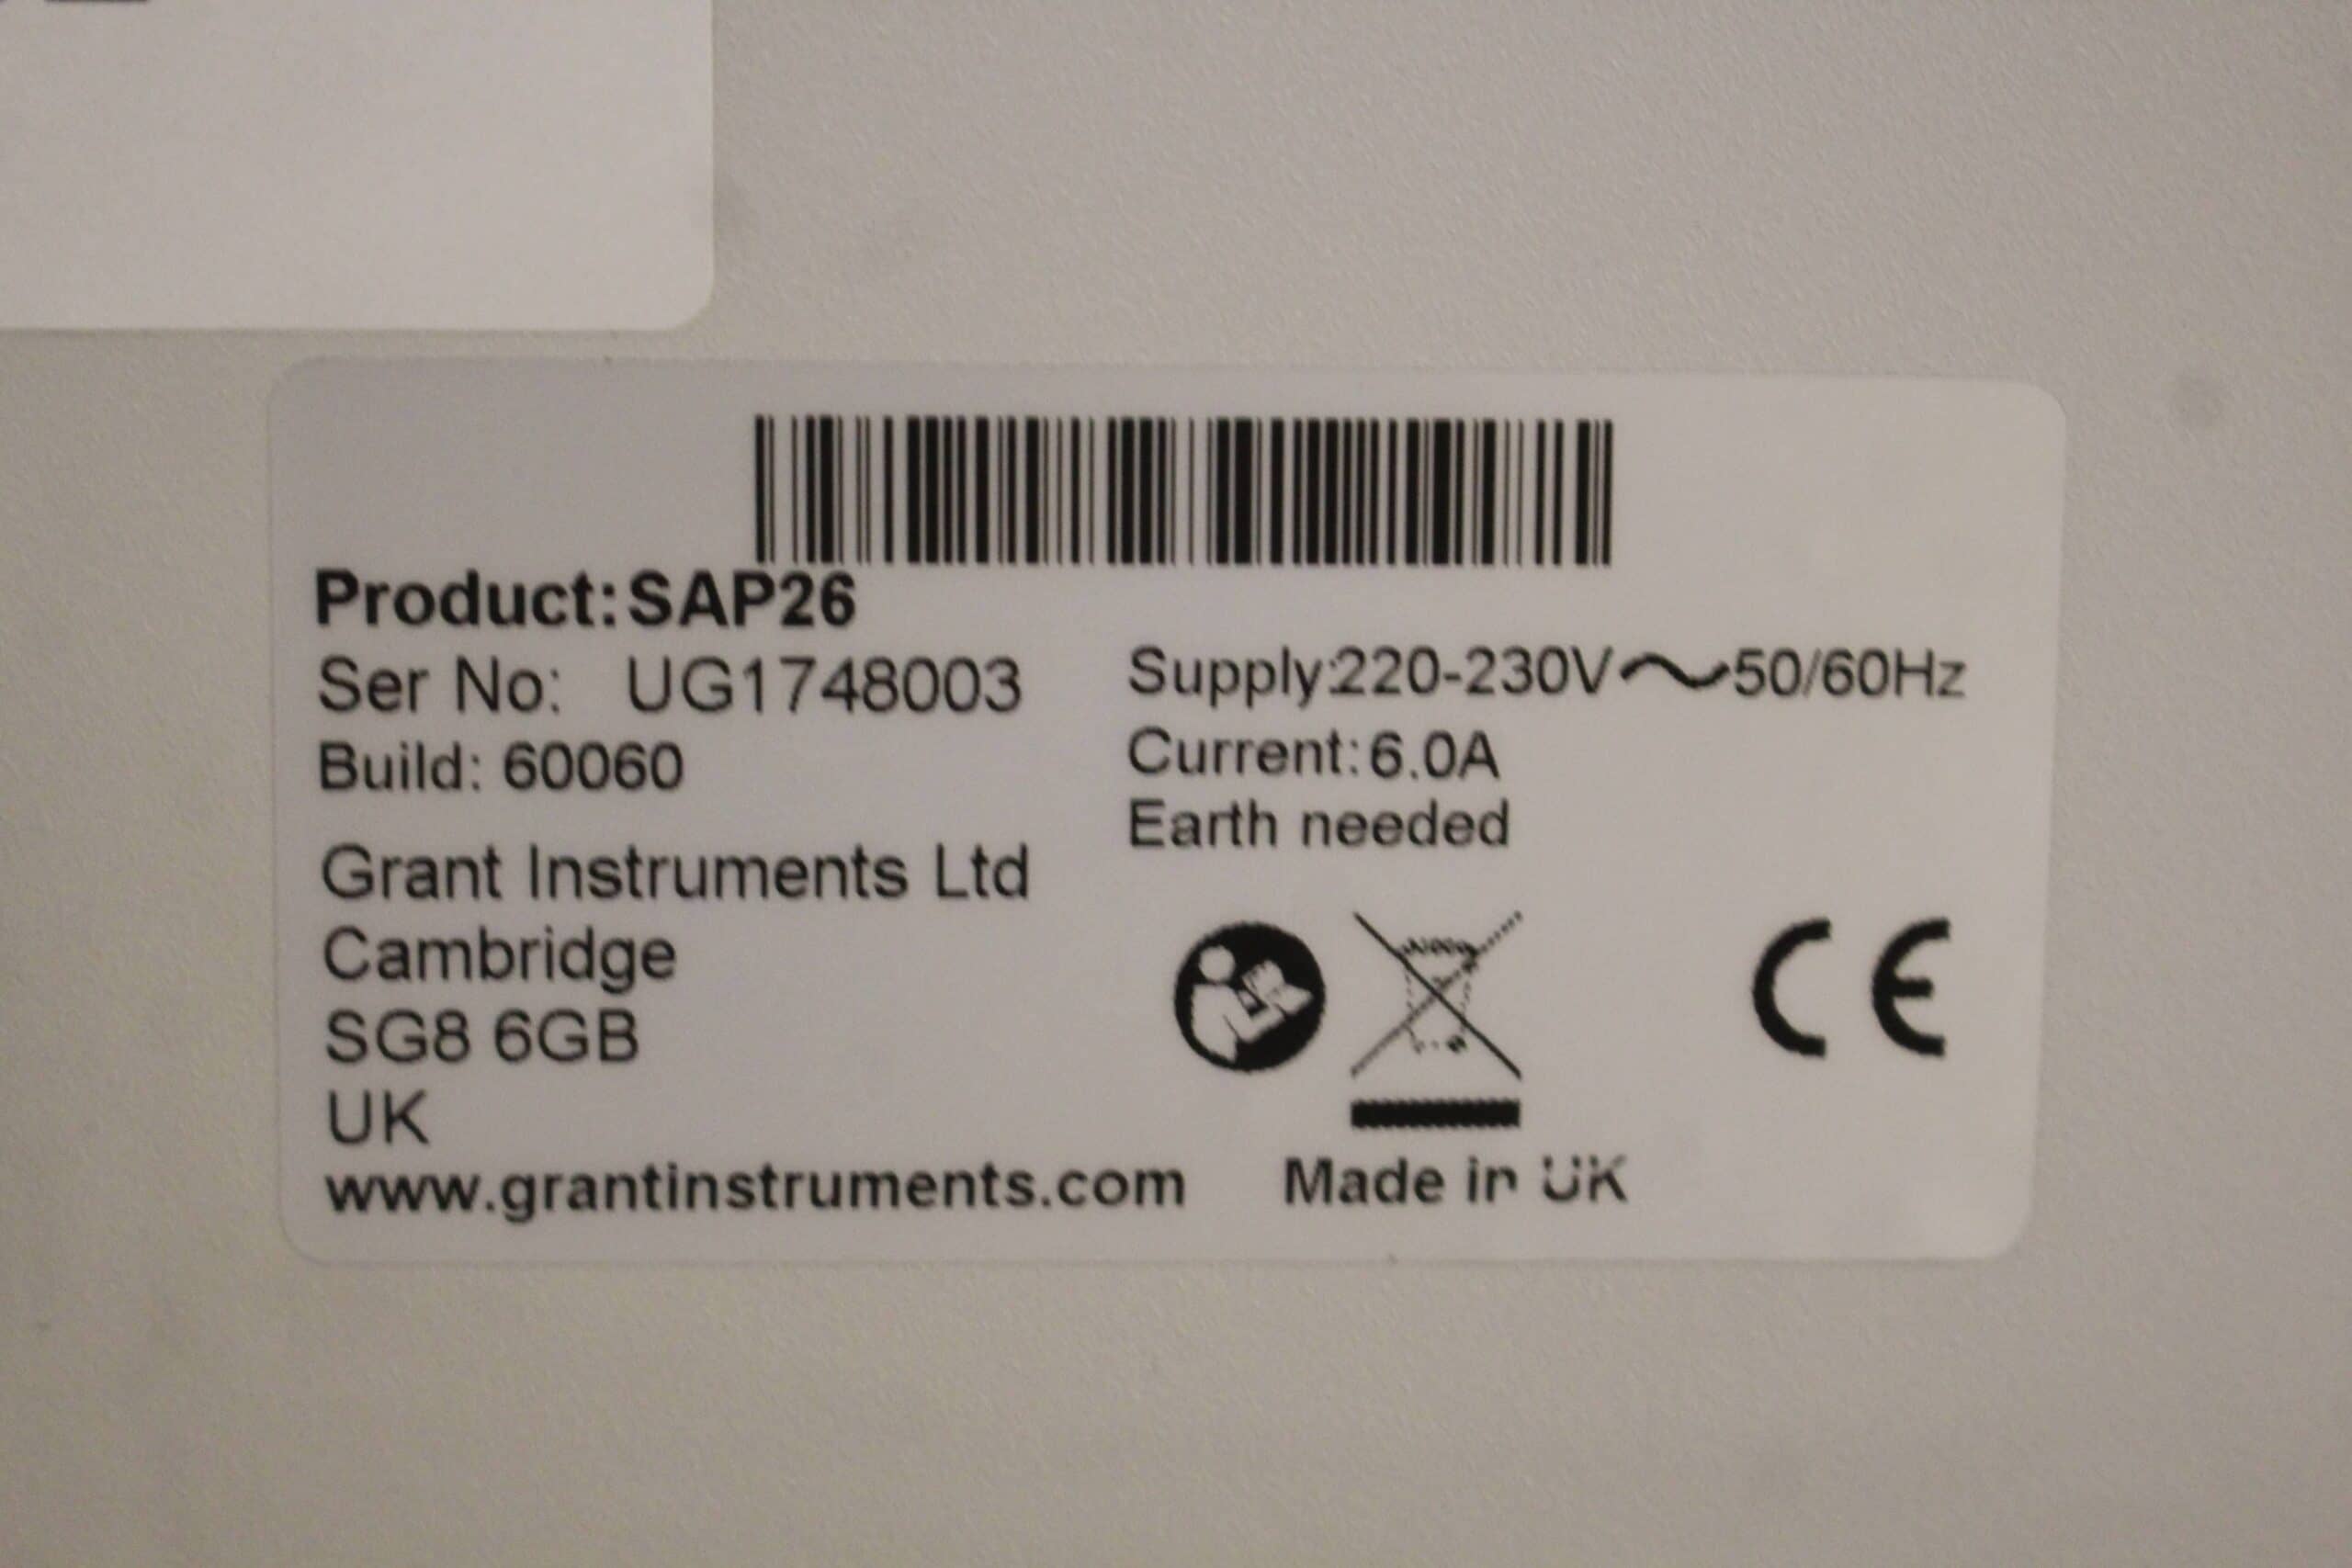 Product: SAP26
Ser No: UG1748003
Build: 60060
Grant Instruments Ltd
Cambridge
SG8 6GB
UK
www.grantinstruments.com
Supply:220-230V~50/60Hz
Current: 6.0A
Earth needed
CE
Made in UK